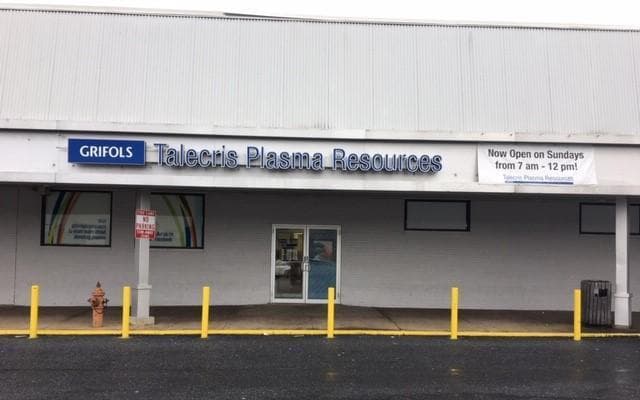 GRIFOLS
Talecris Plasma Resources
Now Open on Sundays
from 7 am - 12 pm!
Talecris Plasma Resources
NO
PARKING